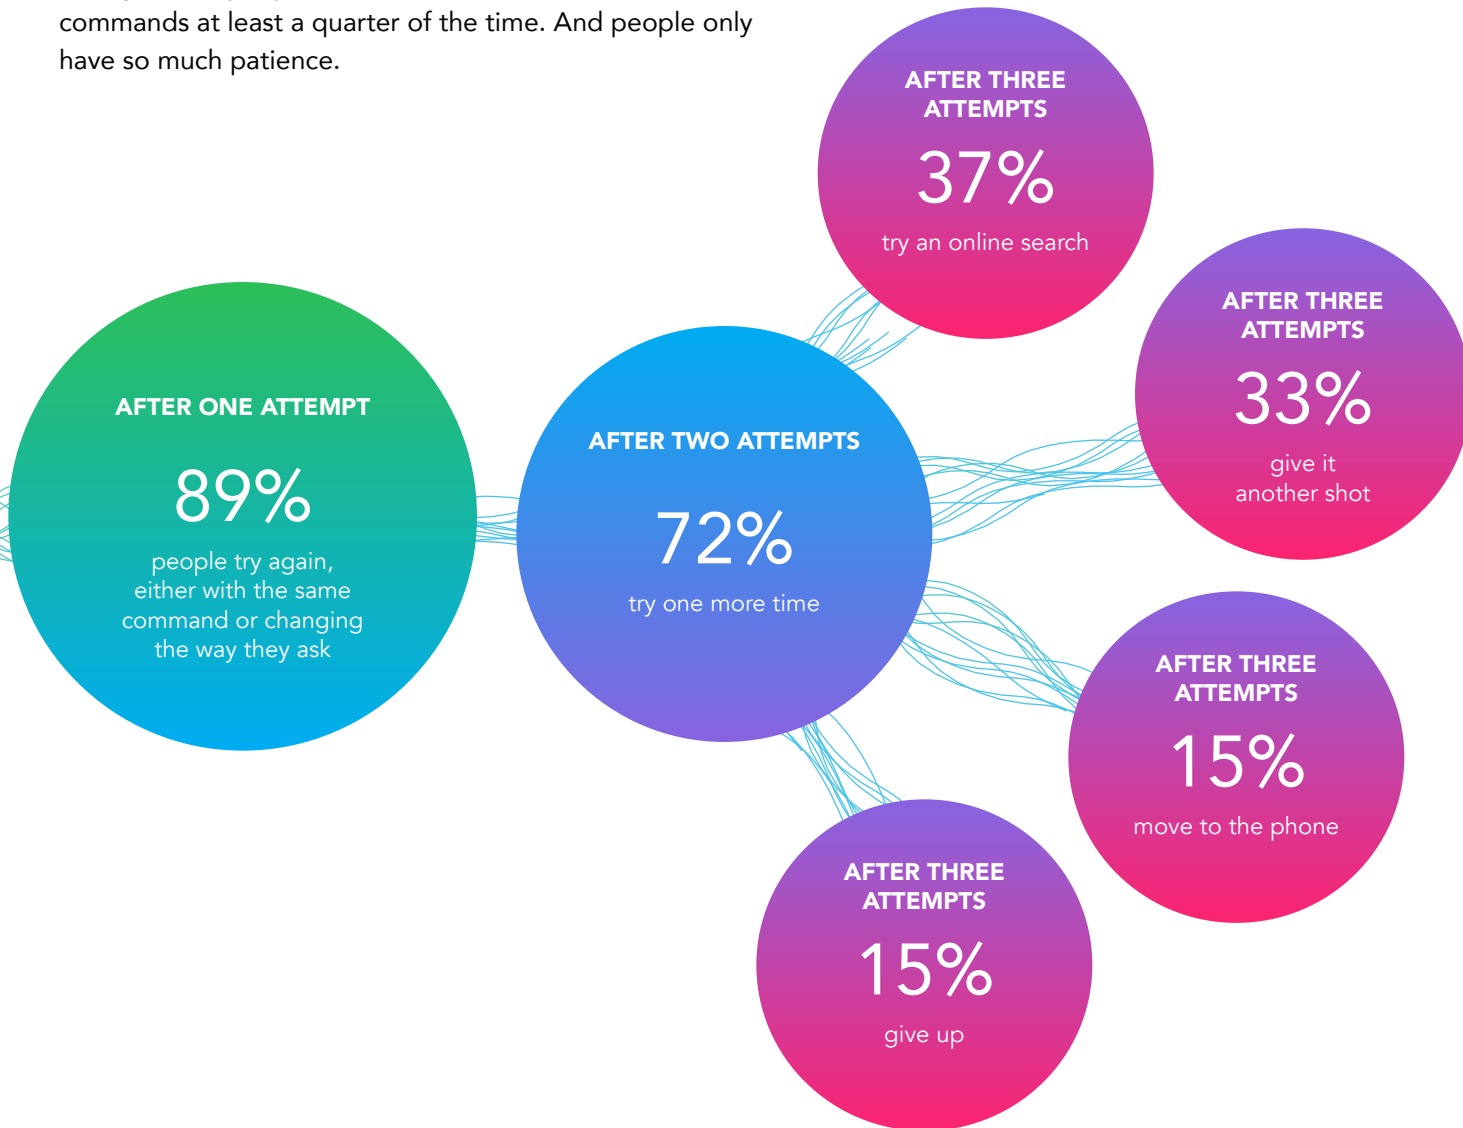 commands at least a quarter of the time. And people only
have so much patience.
AFTER ONE ATTEMPT
89%
people try again,
either with the same
command or changing
the way they ask
AFTER TWO ATTEMPTS
72%
try one more time
AFTER THREE
ATTEMPTS
37%
try an online search
AFTER THREE
ATTEMPTS
33%
give it
another shot
AFTER THREE
ATTEMPTS
15%
move to the phone
AFTER THREE
ATTEMPTS
15%
give up